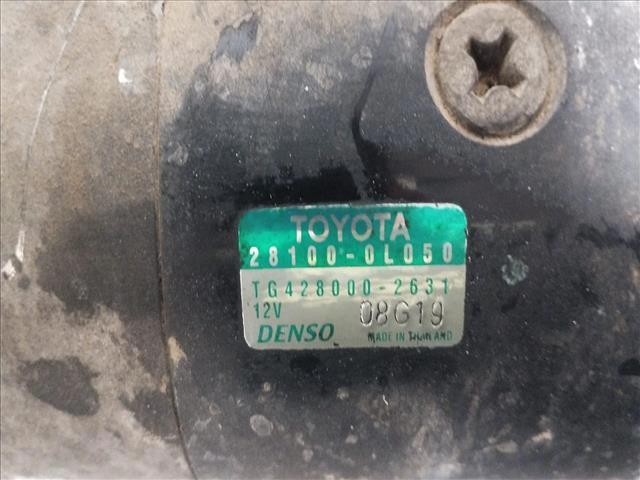 TOYOTA
28100-0L050
TG428000-2631
12V 08G19
DENSO MADE IN THAILAND